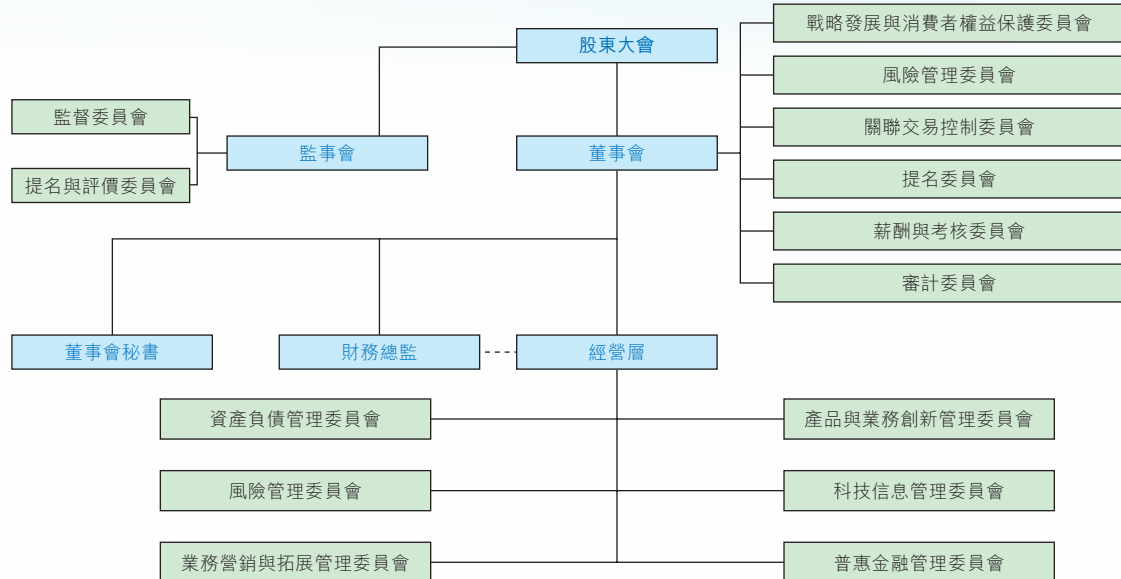 股東大會
戰略發展與消費者權益保護委員會
風險管理委員會
關聯交易控制委員會
提名委員會
薪酬與考核委員會
審計委員會
監督委員會
提名與評價委員會
監事會
董事會
董事會秘書
財務總監
經營層
資產負債管理委員會
產品與業務創新管理委員會
風險管理委員會
科技信息管理委員會
業務營銷與拓展管理委員會
普惠金融管理委員會